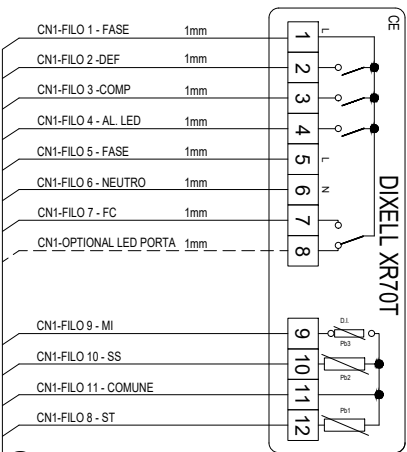 CE
CN1-FILO 1 - FASE 1mm 1 L
CN1-FILO 2 -DEF 1mm 2
CN1-FILO 3 -COMP 1mm 3
CN1-FILO 4 - AL. LED 1mm 4
CN1-FILO 5 - FASE 1mm 5 L
CN1-FILO 6 - NEUTRO 1mm 6 N
CN1-FILO 7 - FC 1mm 7
CN1-OPTIONAL LED PORTA 1mm 8
DIXELL XR70T
CN1-FILO 9 - MI 9 D.I. Pb3
CN1-FILO 10 - SS 10 Pb2
CN1-FILO 11 - COMUNE 11
CN1-FILO 8 - ST 12 Pb1